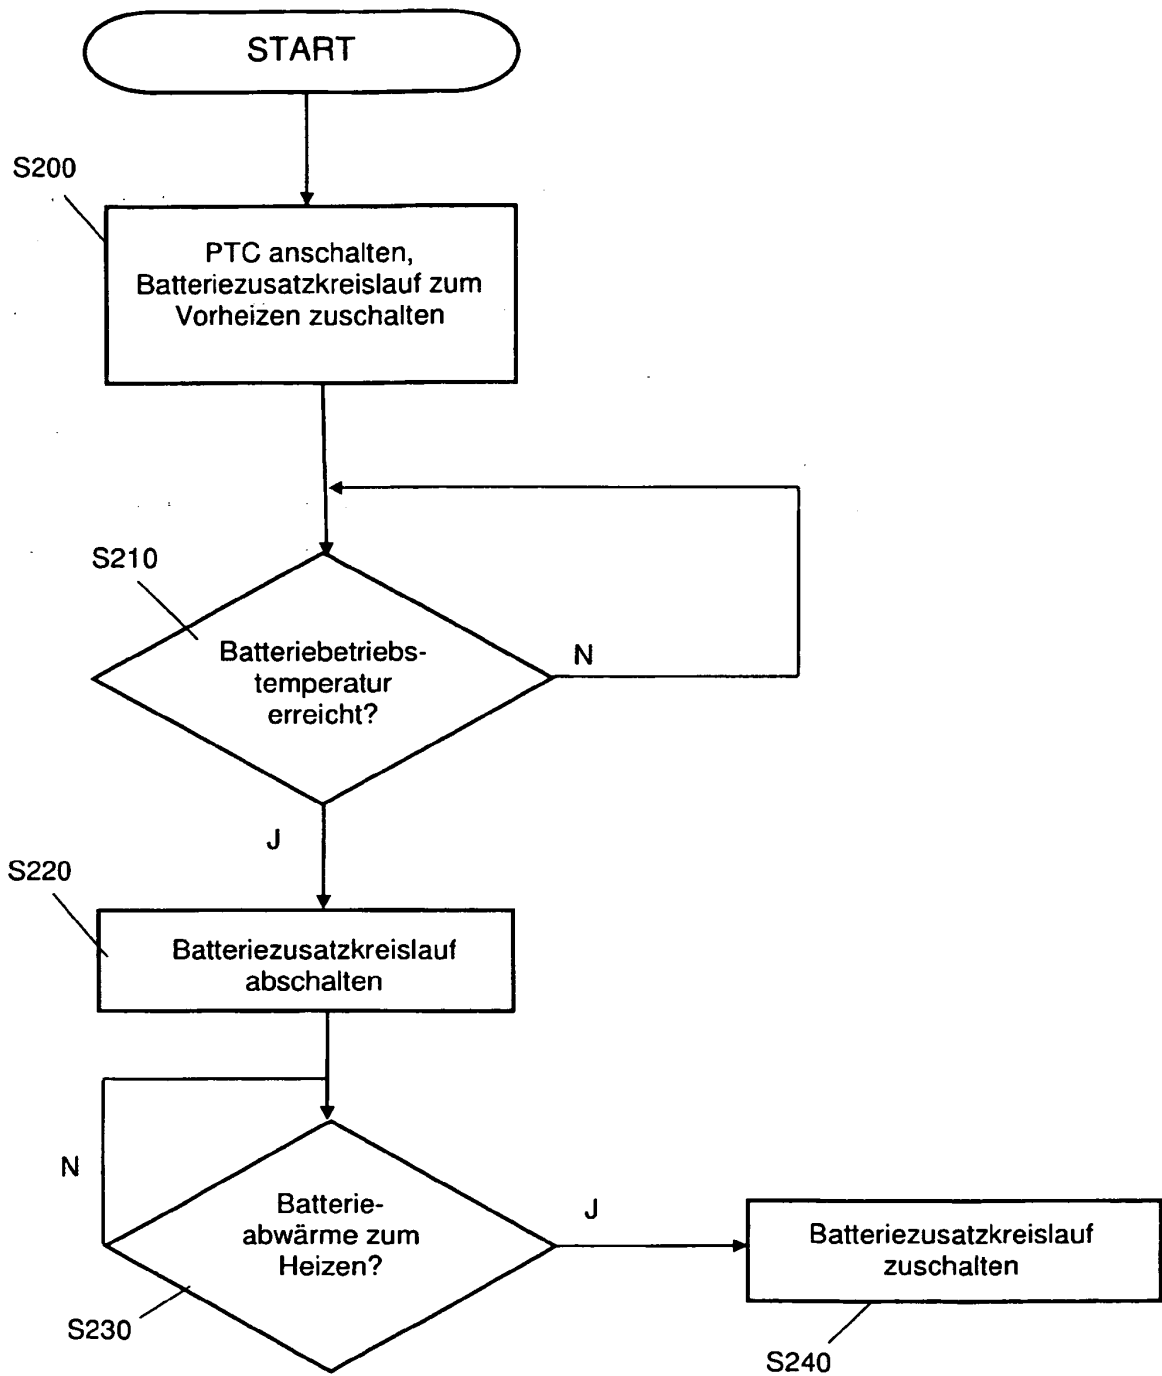 START
S200
PTC anschalten,
Batteriezusatzkreislauf zum
Vorheizen zuschalten
S210
Batteriebetriebs-
temperatur
erreicht?
N
J
S220
Batteriezusatzkreislauf
abschalten
N
Batterie-
abwärme zum
Heizen?
J
Batteriezusatzkreislauf
zuschalten
S230
S240